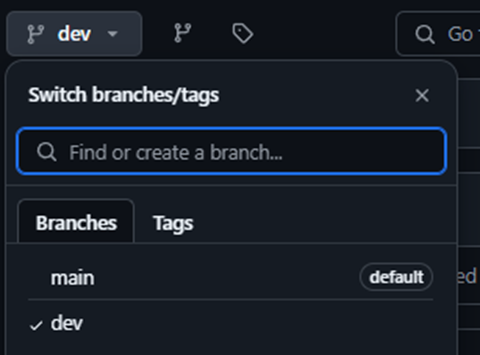 dev
Go
Switch branches/tags
Find or create a branch...
Branches Tags
main default
ed
dev